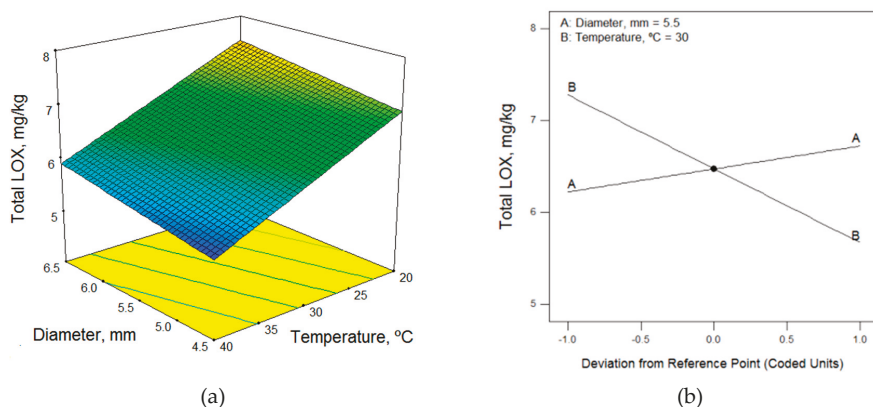 Total LOX, mg/kg
8
7
6
5
6.5
6.0
5.5
5.0
4.5
Diameter, mm
40
35
30
25
20
Temperature, ºC
(a)
A: Diameter, mm = 5.5
B: Temperature, ºC = 30
Total LOX, mg/kg
8
7
6
5
B
A
A
B
-1.0
-0.5
0.0
0.5
1.0
Deviation from Reference Point (Coded Units)
(b)